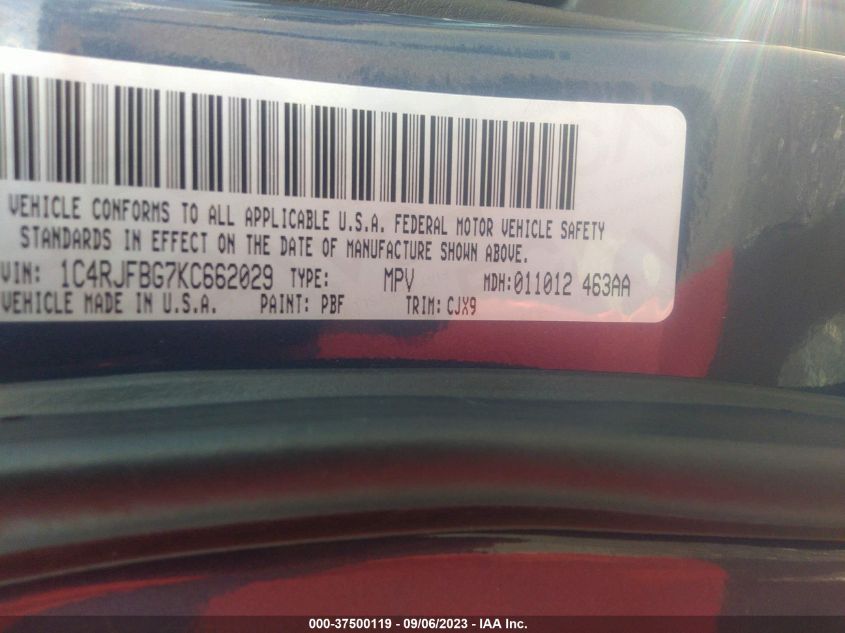 VEHICLE CONFORMS TO ALL APPLICABLE U.S.A. FEDERAL MOTOR VEHICLE SAFETY
STANDARDS IN EFFECT ON THE DATE OF MANUFACTURE SHOWN ABOVE.
VIN: 1C4RJFBG7KC662029 TYPE: MPV MDH:011012 463AA
VEHICLE MADE IN U.S.A. PAINT: PBF TRIM: CJX9
000-37500119 - 09/06/2023 - IAA Inc.